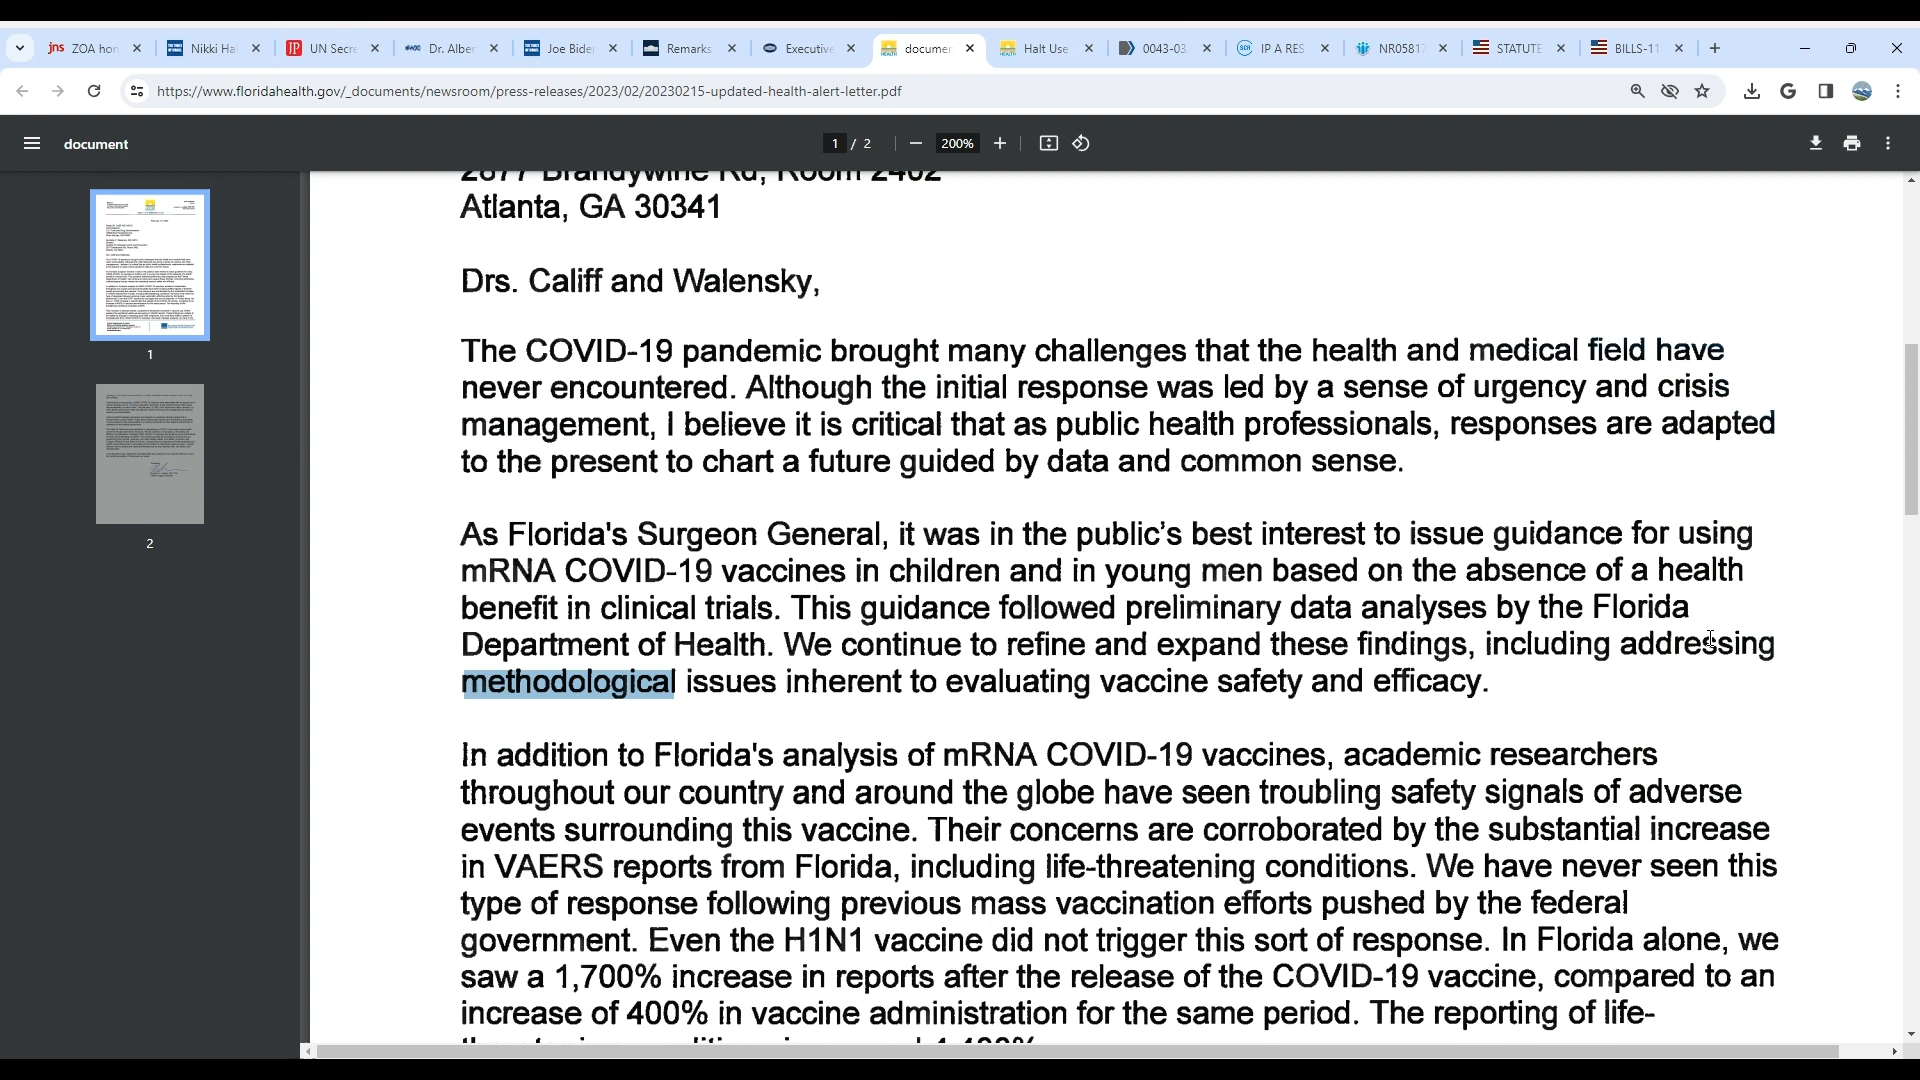 jns ZOA hon
Nikki Ha
JP UN Secre
Dr. Alber
Joe Bide
Remarks
Executive
documen
Halt Use
0043-03
IP A RES
NR0581
STATUTE
BILLS-11
https://www.floridahealth.gov/_documents/newsroom/press-releases/2023/02/20230215-updated-health-alert-letter.pdf
document
1 / 2
200%
Atlanta, GA 30341
Drs. Califf and Walensky,
The COVID-19 pandemic brought many challenges that the health and medical field have
never encountered. Although the initial response was led by a sense of urgency and crisis
management, I believe it is critical that as public health professionals, responses are adapted
to the present to chart a future guided by data and common sense.
As Florida's Surgeon General, it was in the public’s best interest to issue guidance for using
mRNA COVID-19 vaccines in children and in young men based on the absence of a health
benefit in clinical trials. This guidance followed preliminary data analyses by the Florida
Department of Health. We continue to refine and expand these findings, including addressing
methodological issues inherent to evaluating vaccine safety and efficacy.
In addition to Florida's analysis of mRNA COVID-19 vaccines, academic researchers
throughout our country and around the globe have seen troubling safety signals of adverse
events surrounding this vaccine. Their concerns are corroborated by the substantial increase
in VAERS reports from Florida, including life-threatening conditions. We have never seen this
type of response following previous mass vaccination efforts pushed by the federal
government. Even the H1N1 vaccine did not trigger this sort of response. In Florida alone, we
saw a 1,700% increase in reports after the release of the COVID-19 vaccine, compared to an
increase of 400% in vaccine administration for the same period. The reporting of life-
1
2